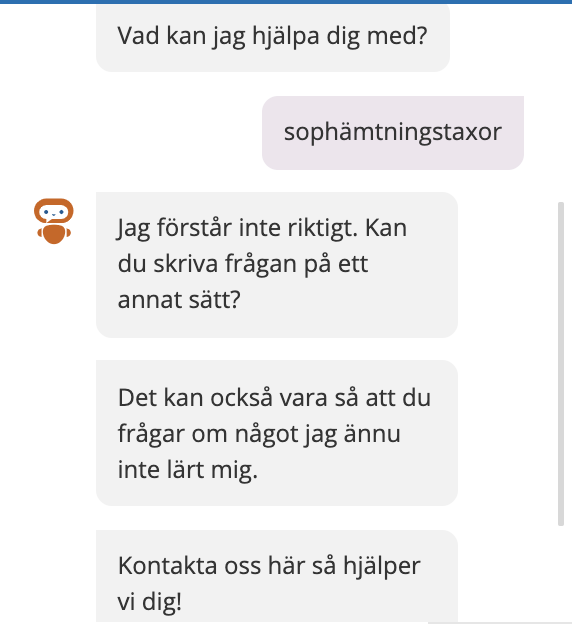 Vad kan jag hjälpa dig med?
sophämtningstaxor
Jag förstår inte riktigt. Kan
du skriva frågan på ett
annat sätt?
Det kan också vara så att du
frågar om något jag ännu
inte lärt mig.
Kontakta oss här så hjälper
vi dig!